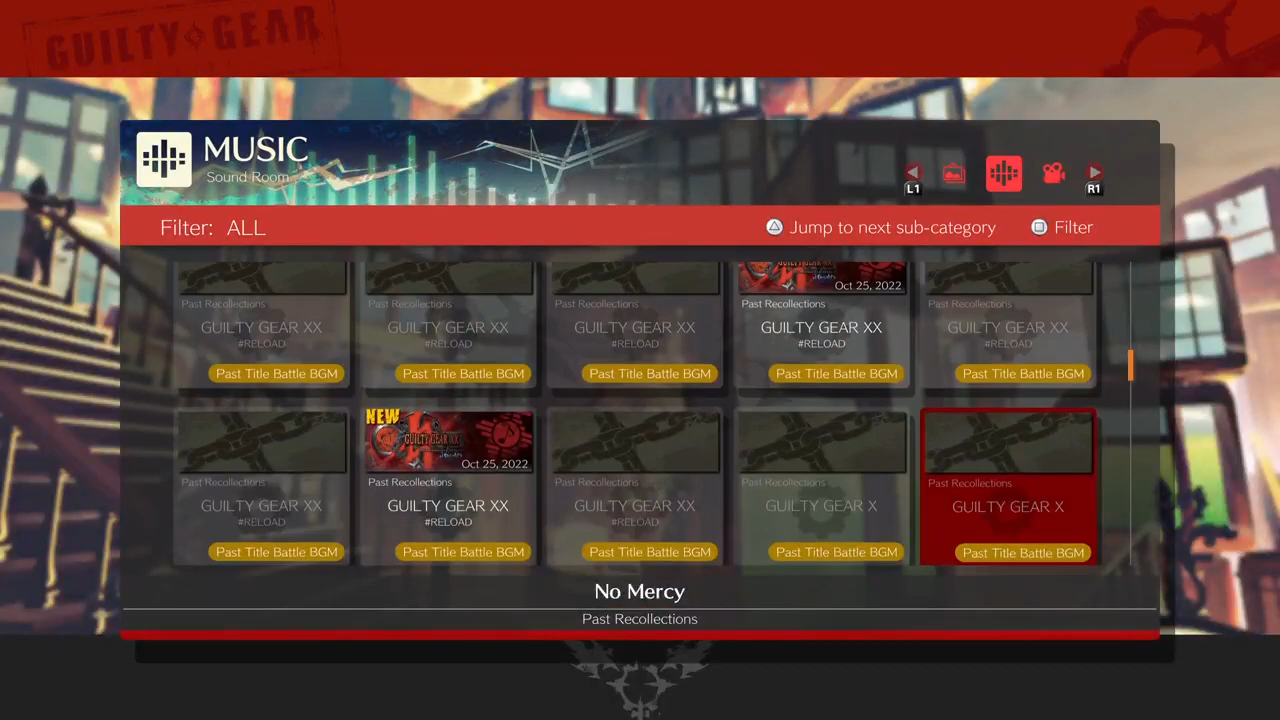 GUILTY GEAR
MUSIC
Sound Room
L1
R1
Filter: ALL
Jump to next sub-category
Filter
Oct 25, 2022
Past Recollections
GUILTY GEAR XX
#RELOAD
Past Title Battle BGM
Past Recollections
GUILTY GEAR XX
#RELOAD
Past Title Battle BGM
Past Recollections
GUILTY GEAR XX
#RELOAD
Past Title Battle BGM
Past Recollections
GUILTY GEAR XX
#RELOAD
Past Title Battle BGM
Past Recollections
GUILTY GEAR XX
#RELOAD
Past Title Battle BGM
Past Recollections
GUILTY GEAR XX
#RELOAD
Past Title Battle BGM
NEW
GUILTY GEAR XX
Oct 25, 2022
Past Recollections
GUILTY GEAR XX
#RELOAD
Past Title Battle BGM
Past Recollections
GUILTY GEAR XX
#RELOAD
Past Title Battle BGM
Past Recollections
GUILTY GEAR X
Past Title Battle BGM
Past Recollections
GUILTY GEAR X
Past Title Battle BGM
No Mercy
Past Recollections